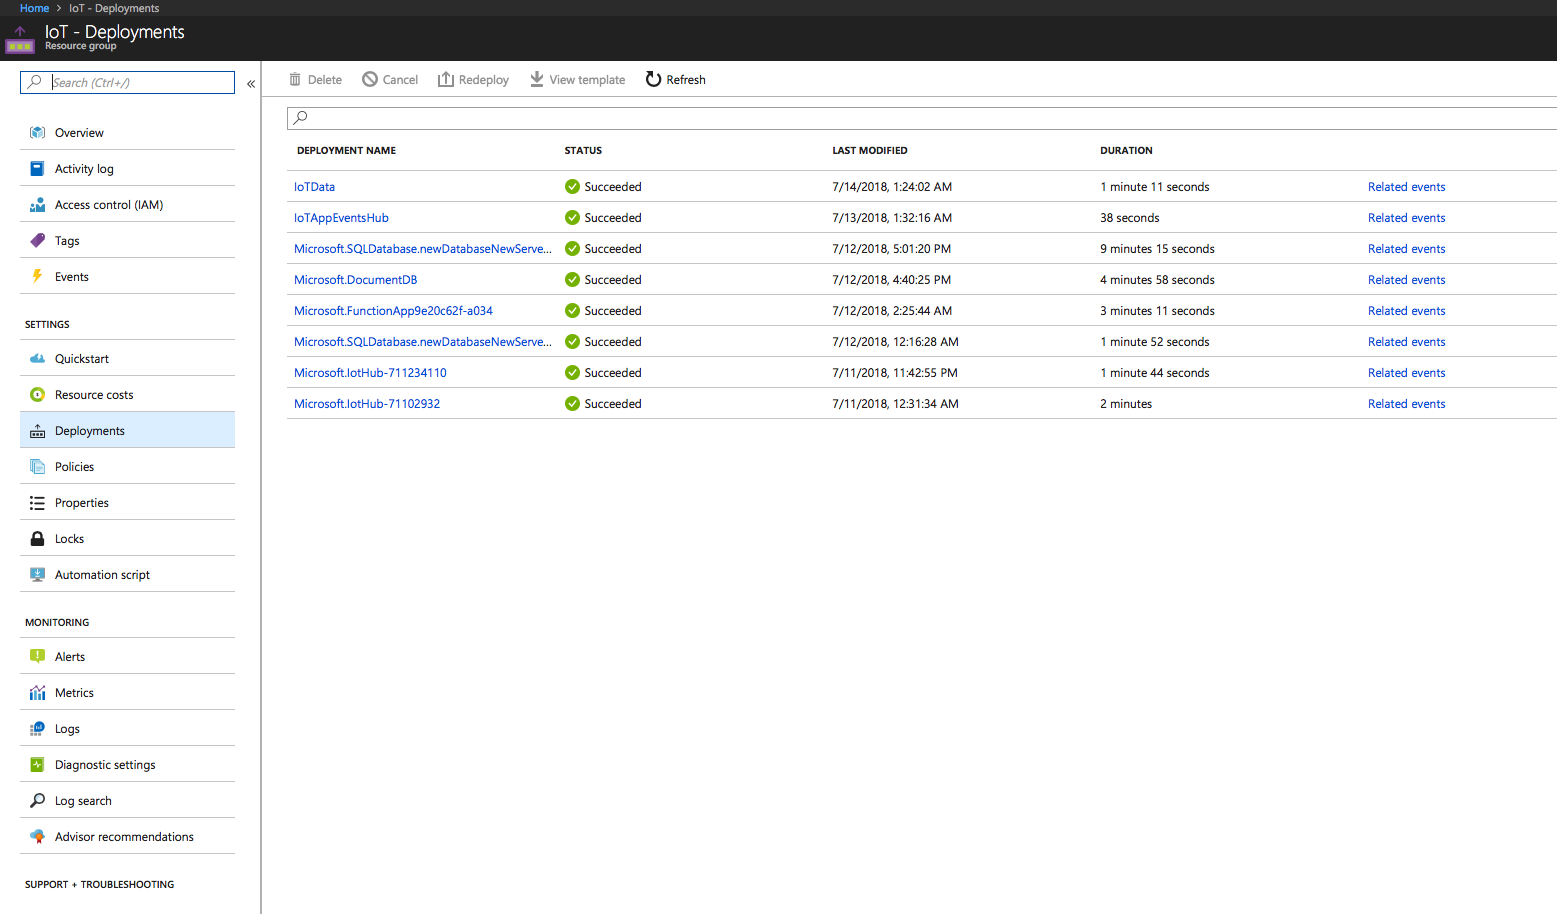 Home > IoT - Deployments
IoT - Deployments
Resource group
Search (Ctrl+/)
«
Overview
Activity log
Access control (IAM)
Tags
Events
SETTINGS
Quickstart
Resource costs
Deployments
Policies
Properties
Locks
Automation script
MONITORING
Alerts
Metrics
Logs
Diagnostic settings
Log search
Advisor recommendations
SUPPORT + TROUBLESHOOTING
Delete Cancel Redeploy View template Refresh
DEPLOYMENT NAME STATUS LAST MODIFIED DURATION
IoTData Succeeded 7/14/2018, 1:24:02 AM 1 minute 11 seconds Related events
IoTAppEventsHub Succeeded 7/13/2018, 1:32:16 AM 38 seconds Related events
Microsoft.SQLDatabase.newDatabaseNewServe... Succeeded 7/12/2018, 5:01:20 PM 9 minutes 15 seconds Related events
Microsoft.DocumentDB Succeeded 7/12/2018, 4:40:25 PM 4 minutes 58 seconds Related events
Microsoft.FunctionApp9e20c62f-a034 Succeeded 7/12/2018, 2:25:44 AM 3 minutes 11 seconds Related events
Microsoft.SQLDatabase.newDatabaseNewServe... Succeeded 7/12/2018, 12:16:28 AM 1 minute 52 seconds Related events
Microsoft.IotHub-711234110 Succeeded 7/11/2018, 11:42:55 PM 1 minute 44 seconds Related events
Microsoft.IotHub-71102932 Succeeded 7/11/2018, 12:31:34 AM 2 minutes Related events